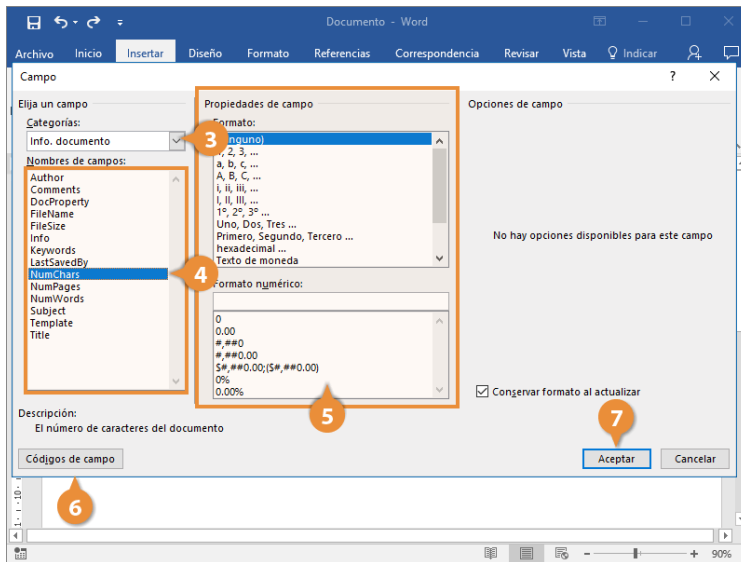 Documento - Word
Archivo Inicio Insertar Diseño Formato Referencias Correspondencia Revisar Vista Indicar
Campo ? ×
Elija un campo
Categorías:
Info. documento
3
Nombres de campos:
Author
Comments
DocProperty
FileName
FileSize
Info
Keywords
LastSavedBy
NumChars
NumPages
NumWords
Subject
Template
Title
4
Propiedades de campo
Formato:
1, 2, 3, ...
a, b, c, ...
A, B, C, ...
i, ii, iii, ...
I, II, III, ...
1º, 2º, 3º ...
Uno, Dos, Tres ...
Primero, Segundo, Tercero ...
hexadecimal ...
Texto de moneda
Formato numérico:
0
0.00
#,##0
#,##0.00
$#,##0.00;($#,##0.00)
0%
0.00%
5
Opciones de campo
No hay opciones disponibles para este campo
Conservar formato al actualizar
Descripción:
El número de caracteres del documento
Códigos de campo
6
7
Aceptar Cancelar
90%